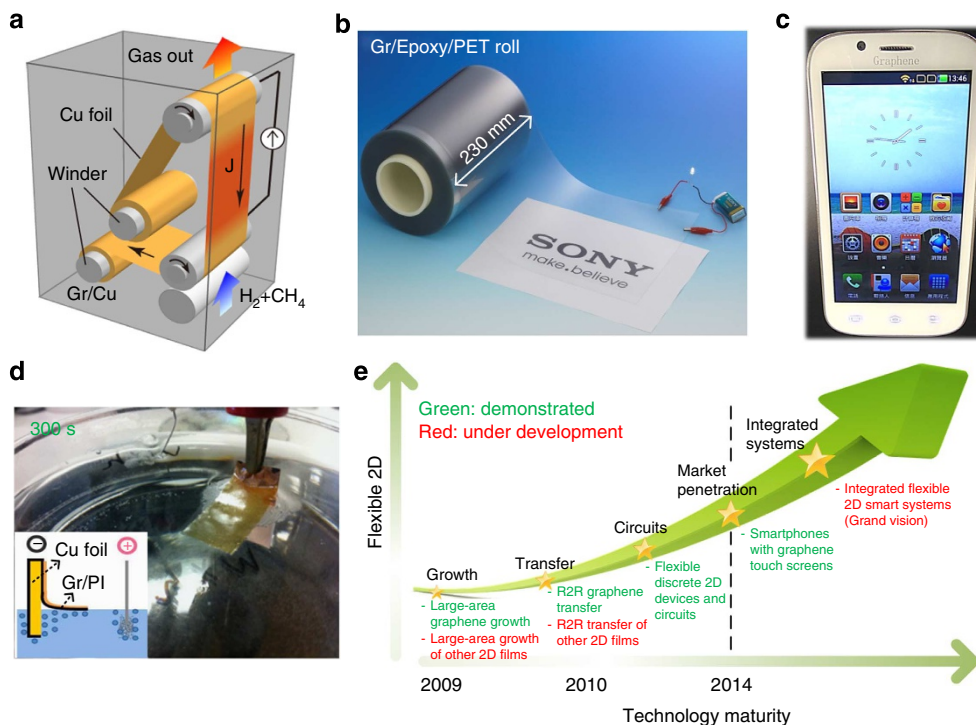 a
Gas out
Cu foil
Winder
J
Gr/Cu
H2+CH4
b
Gr/Epoxy/PET roll
230 mm
SONY
make.believe
c
Graphene
13:46
d
300 s
Cu foil
Gr/PI
e
Green: demonstrated
Red: under development
Flexible 2D
Growth
- Large-area
graphene growth
- Large-area growth
of other 2D films
Transfer
- R2R graphene
transfer
- R2R transfer of
other 2D films
Circuits
- Flexible
discrete 2D
devices and
circuits
Market
penetration
- Smartphones
with graphene
touch screens
Integrated
systems
- Integrated flexible
2D smart systems
(Grand vision)
2009
2010
2014
Technology maturity